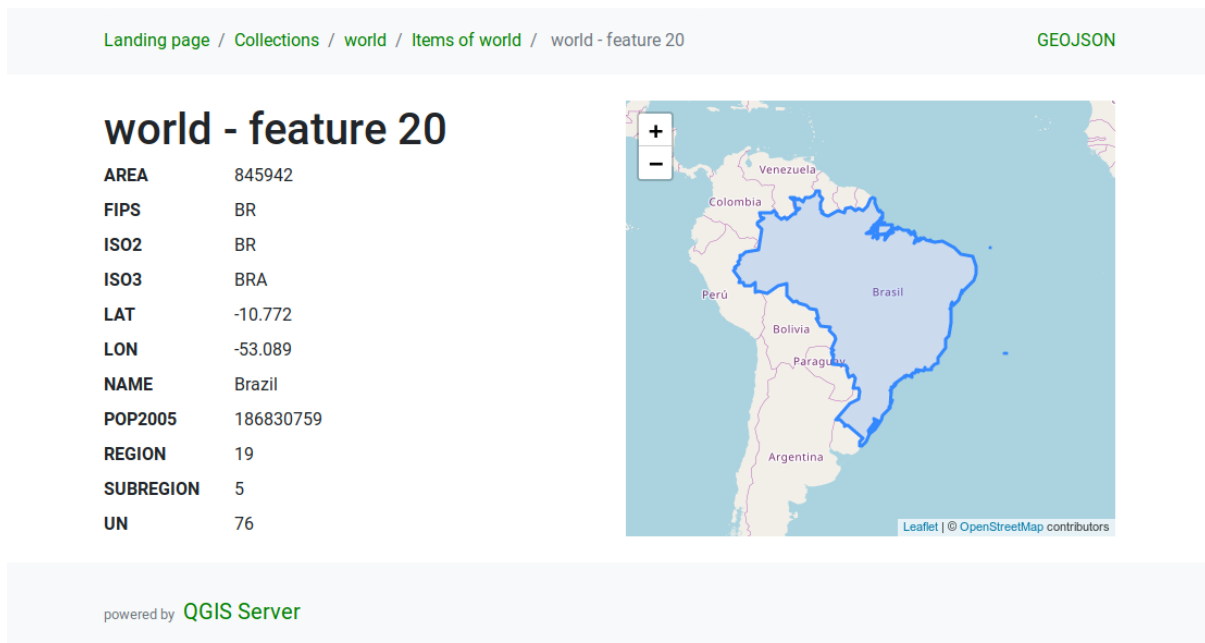 Landing page / Collections / world / Items of world / world - feature 20
GEOJSON
world - feature 20
AREA 845942
FIPS BR
ISO2 BR
ISO3 BRA
LAT -10.772
LON -53.089
NAME Brazil
POP2005 186830759
REGION 19
SUBREGION 5
UN 76
+
−
Venezuela
Colombia
Perú
Brasil
Bolivia
Paraguay
Argentina
Leaflet | © OpenStreetMap contributors
powered by QGIS Server